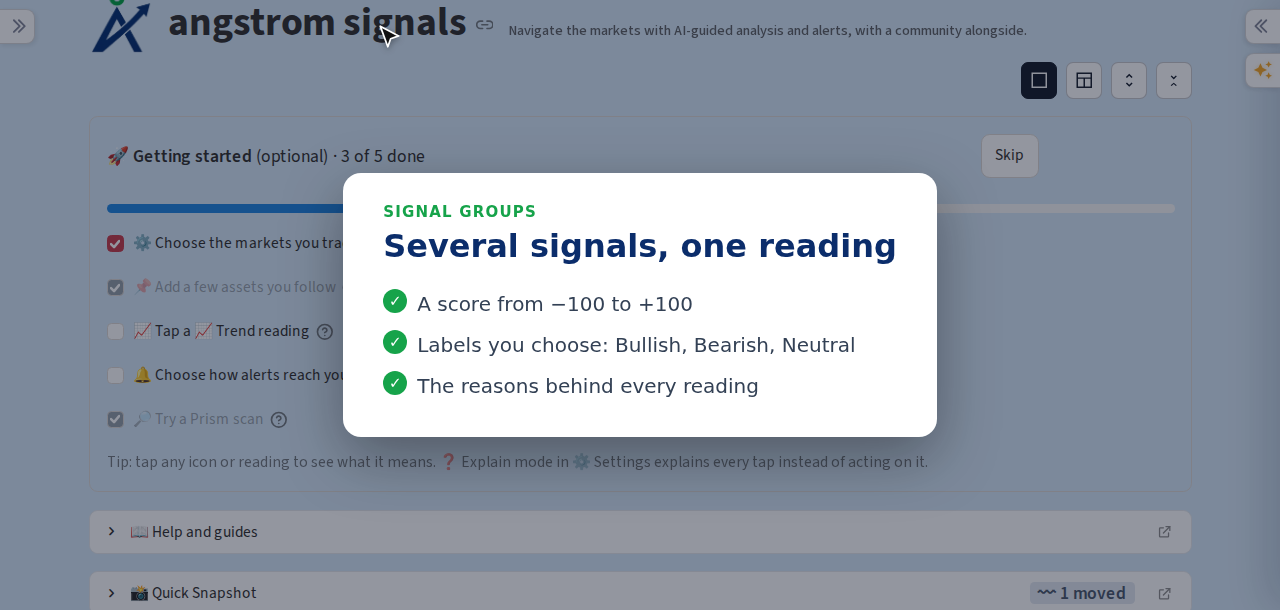 angstrom signals
Navigate the markets with AI-guided analysis and alerts, with a community alongside.
🚀 Getting started (optional) · 3 of 5 done
Skip
SIGNAL GROUPS
Several signals, one reading
✓ A score from −100 to +100
✓ Labels you choose: Bullish, Bearish, Neutral
✓ The reasons behind every reading
⚙️ Choose the markets you
📌 Add a few assets you follow
📈 Tap a 📈 Trend reading
🔔 Choose how alerts reach
🔎 Try a Prism scan
Tip: tap any icon or reading to see what it means. ❓ Explain mode in ⚙️ Settings explains every tap instead of acting on it.
📖 Help and guides
📸 Quick Snapshot
1 moved